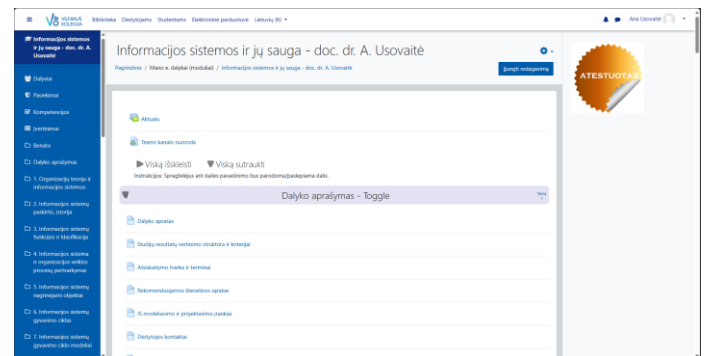 VILNIAUS
KOLEGIJA
Biblioteka Dėstytojams Studentams Elektroninė parduotuvė Lietuvių (lt)
Ana Usovaitė
Informacijos sistemos ir jų sauga - doc. dr. A. Usovaitė
Dalyviai
Pasiekimai
Kompetencijos
Įvertinimai
Bendra
Dalyko aprašymas
1. Organizacijų teorija ir informacijos sistemos
2. Informacijos sistemų paskirtis, istorija
3. Informacijos sistemų funkcijos ir klasifikacija
4. Informacijos sistema ir organizacijos veiklos procesų pertvarkymas
5. Informacijos sistemų nagrinėjami objektai
6. Informacijos sistemų gyvavimo ciklas
7. Informacijos sistemų gyvavimo ciklo modeliai
Informacijos sistemos ir jų sauga - doc. dr. A. Usovaitė
Pagrindinis / Mano e. dalykai (moduliai) / Informacijos sistemos ir jų sauga - doc. dr. A. Usovaitė
Įjungti redagavimą
Aktualu
Teams kanalo nuoroda
Viską išskleisti Viską sutraukti
Instrukcijos: Spragtelėjus ant dalies pavadinimo bus parodoma/paslepiama dalis.
Dalyko aprašymas - Toggle
Dalyko aprašas
Studijų rezultatų vertinimo struktūra ir kriterijai
Atsiskaitymo tvarka ir terminai
Rekomenduojamos literatūros sąrašas
IS modeliavimo ir projektavimo įrankiai
Dėstytojos kontaktai
ATESTUOTAS